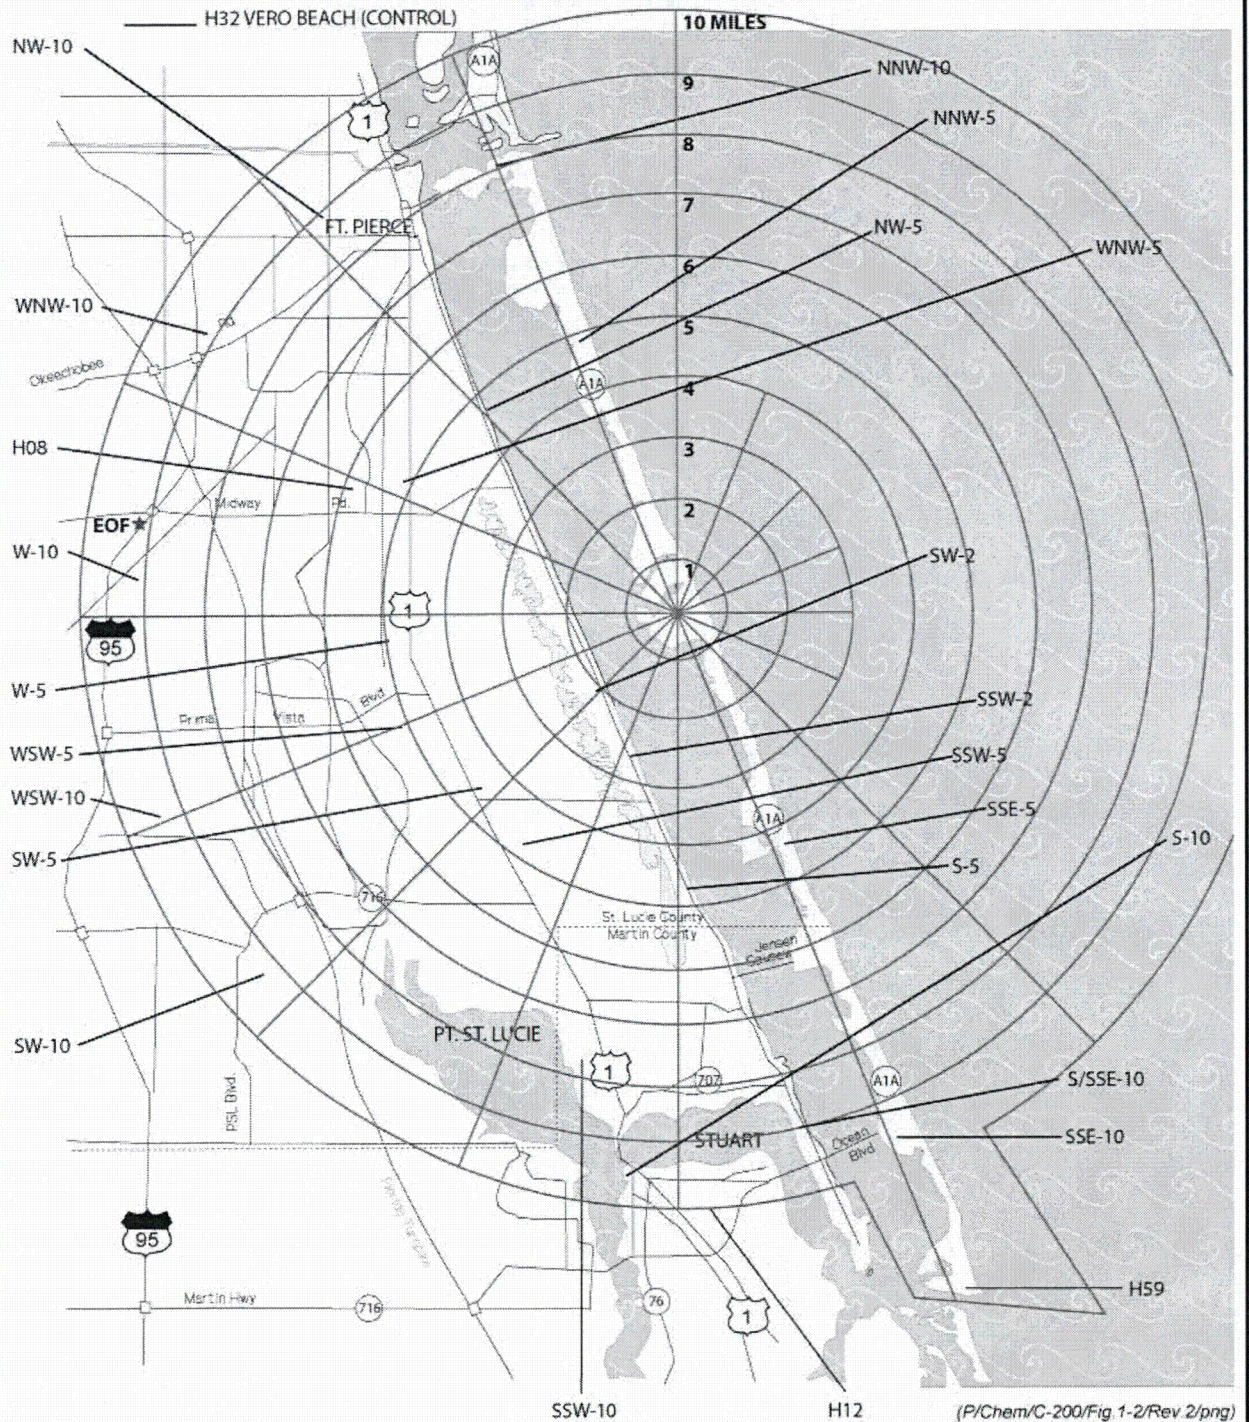 H32 VERO BEACH (CONTROL)
10 MILES
NW-10
A1A
NNW-10
9
1
NNW-5
8
7
FT. PIERCE
NW-5
WNW-5
6
WNW-10
5
Okeechobee
A1A
4
H08
3
Midway Rd.
2
EOF
W-10
SW-2
1
1
95
W-5
Blvd
SSW-2
Prima Vista
WSW-5
SSW-5
WSW-10
SSE-5
A1A
S-10
SW-5
S-5
716
St. Lucie County
Martin County
Jensen
Causeway
PT. ST. LUCIE
SW-10
1
707
A1A
S/SSE-10
PSL Blvd.
STUART
Ocean
Blvd
SSE-10
Florida Turnpike
95
H59
Martin Hwy
716
76
1
SSW-10
H12
(P/Chem/C-200/Fig.1-2/Rev 2/png)